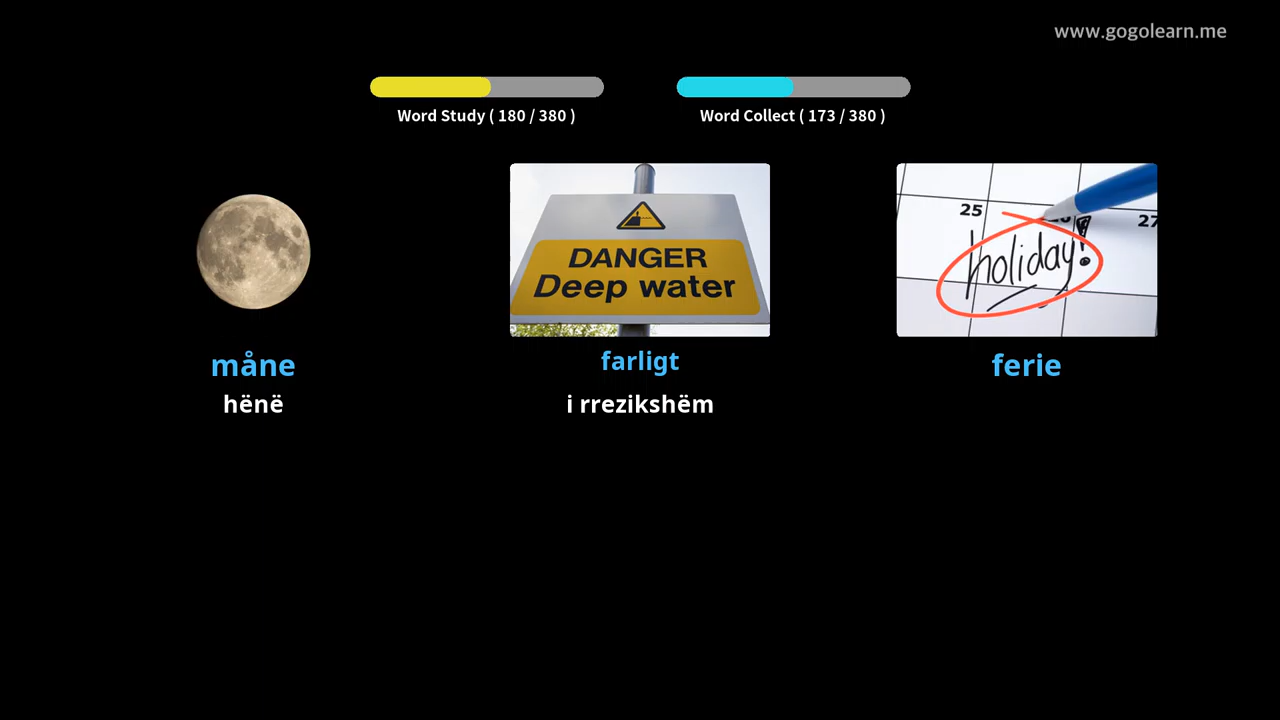 www.gogolearn.me
Word Study ( 180 / 380 )
Word Collect ( 173 / 380 )
DANGER
Deep water
25
27
holiday!
måne
farligt
ferie
hënë
i rrezikshëm